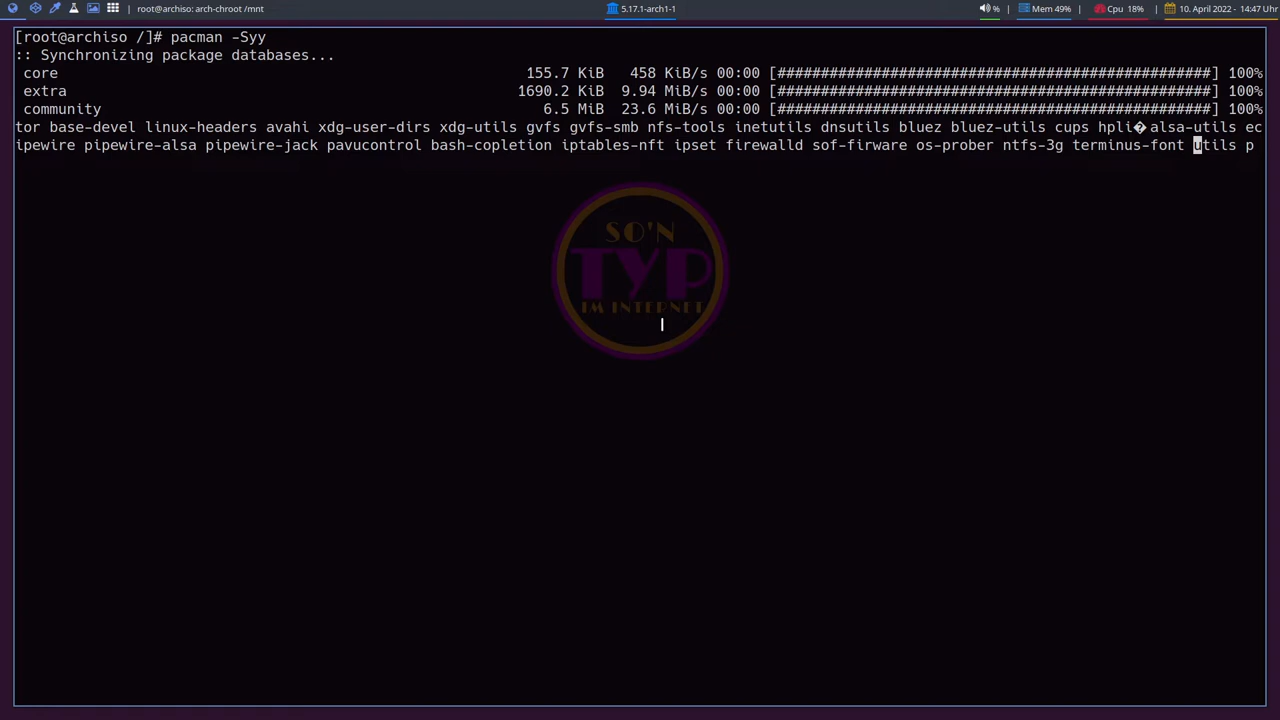 root@archiso: arch-chroot /mnt
5.17.1-arch1-1
% | Mem 49% | Cpu 18% | 10. April 2022 - 14:47 Uhr
[root@archiso /]# pacman -Syy
:: Synchronizing package databases...
core 155.7 KiB 458 KiB/s 00:00 [##################################################] 100%
extra 1690.2 KiB 9.94 MiB/s 00:00 [##################################################] 100%
community 6.5 MiB 23.6 MiB/s 00:00 [##################################################] 100%
tor base-devel linux-headers avahi xdg-user-dirs xdg-utils gvfs gvfs-smb nfs-tools inetutils dnsutils bluez bluez-utils cups hpli�alsa-utils ec
ipewire pipewire-alsa pipewire-jack pavucontrol bash-copletion iptables-nft ipset firewalld sof-firware os-prober ntfs-3g terminus-font utils p
SO'N
TYP
IM INTERNET